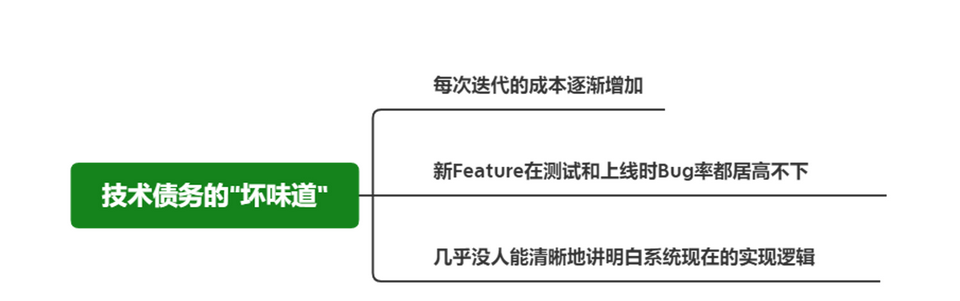 每次迭代的成本逐渐增加
新Feature在测试和上线时Bug率都居高不下
技术债务的“坏味道”
几乎没人能清晰地讲明白系统现在的实现逻辑